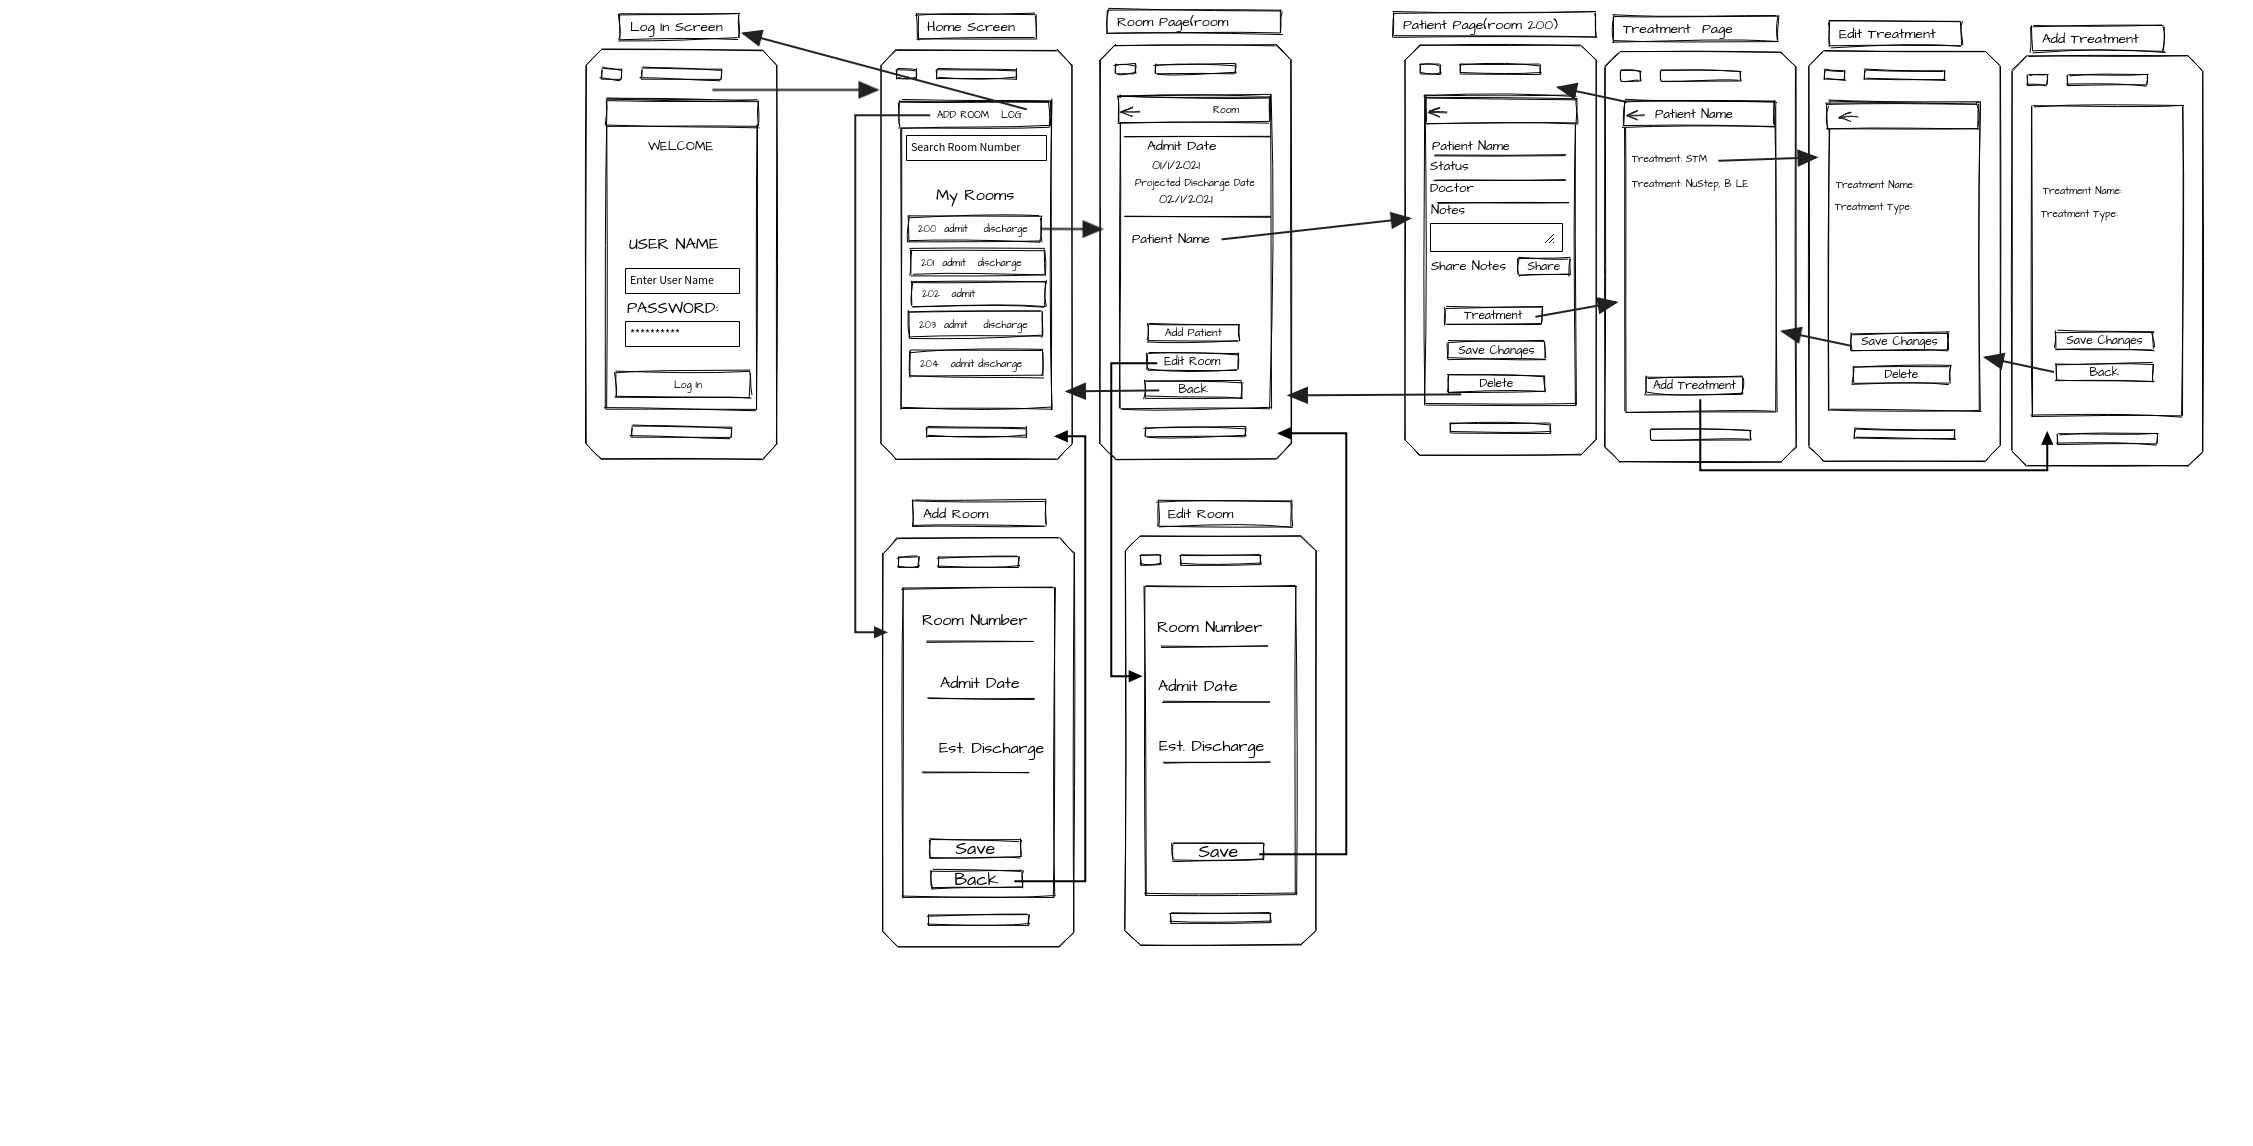 Log In Screen
WELCOME
USER NAME
Enter User Name
PASSWORD:
**********
Log In
Home Screen
ADD ROOM LOG
Search Room Number
My Rooms
200 admit discharge
201 admit discharge
202 admit
203 admit discharge
204 admit discharge
Room Page(room
Room
Admit Date
01/1/2021
Projected Discharge Date
02/1/2021
Patient Name
Add Patient
Edit Room
Back
Patient Page(room 200)
Patient Name
Status
Doctor
Notes
Share Notes Share
Treatment
Save Changes
Delete
Treatment Page
Patient Name
Treatment: STM
Treatment: NuStep, B LE
Add Treatment
Edit Treatment
Treatment Name:
Treatment Type:
Save Changes
Delete
Add Treatment
Treatment Name:
Treatment Type:
Save Changes
Back
Add Room
Room Number
Admit Date
Est. Discharge
Save
Back
Edit Room
Room Number
Admit Date
Est. Discharge
Save